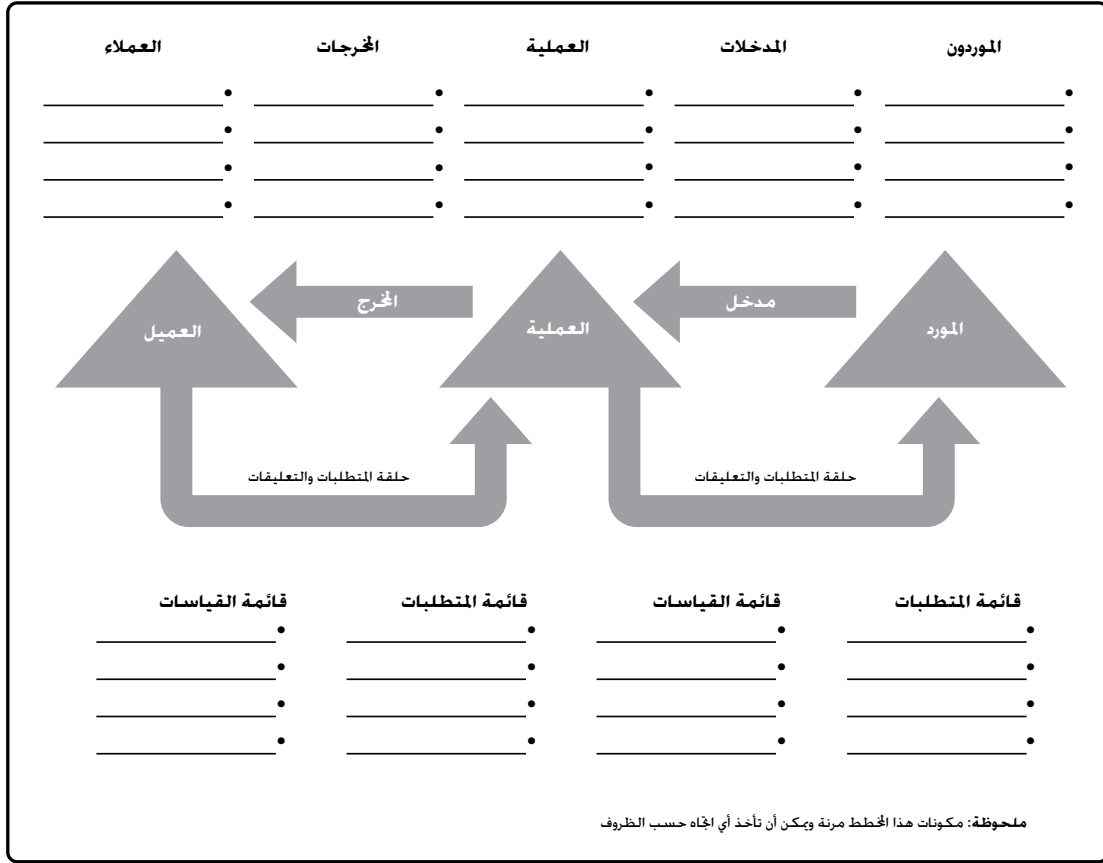 الموردون
المدخلات
العملية
المخرجات
العملاء
المورد
مدخل
العملية
المخرج
العميل
حلقة المتطلبات والتعليقات
حلقة المتطلبات والتعليقات
قائمة المتطلبات
قائمة القياسات
قائمة المتطلبات
قائمة القياسات
ملحوظة: مكونات هذا المخطط مرنة ويمكن أن تأخذ أي اتجاه حسب الظروف